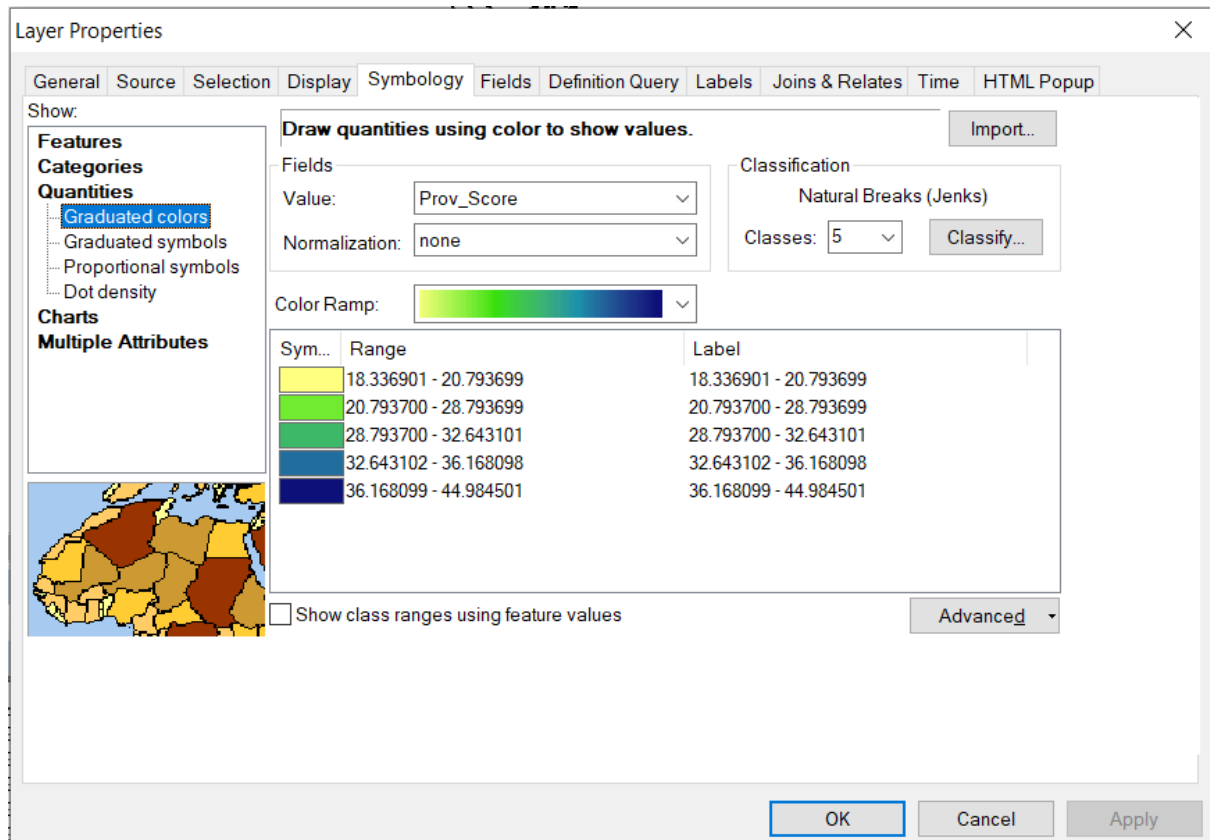 Layer Properties
General Source Selection Display Symbology Fields Definition Query Labels Joins & Relates Time HTML Popup
Show:
Features
Categories
Quantities
Graduated colors
Graduated symbols
Proportional symbols
Dot density
Charts
Multiple Attributes
Draw quantities using color to show values.
Import...
Fields
Value: Prov_Score
Normalization: none
Classification
Natural Breaks (Jenks)
Classes: 5 Classify...
Color Ramp:
Sym... Range Label
18.336901 - 20.793699 18.336901 - 20.793699
20.793700 - 28.793699 20.793700 - 28.793699
28.793700 - 32.643101 28.793700 - 32.643101
32.643102 - 36.168098 32.643102 - 36.168098
36.168099 - 44.984501 36.168099 - 44.984501
Show class ranges using feature values
Advanced
OK Cancel Apply